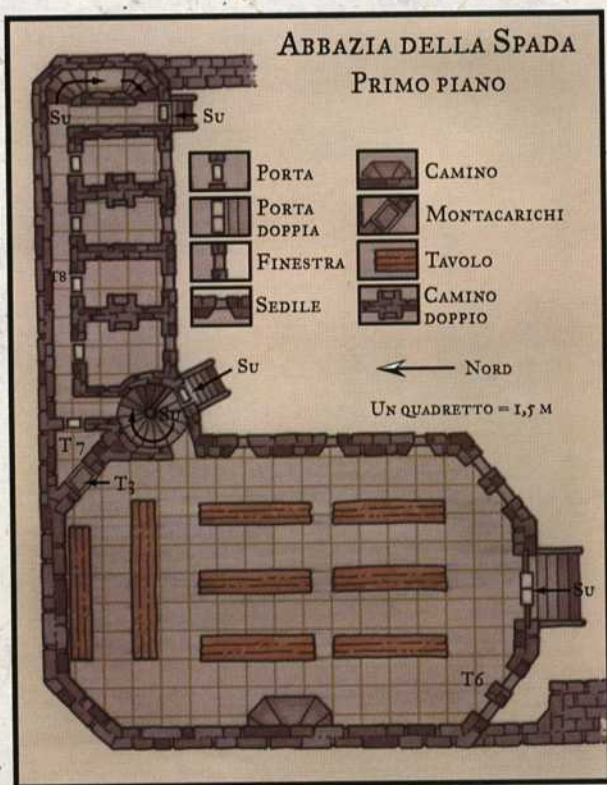 Abbazia della Spada
Primo piano
Su
Su
Porta
Camino
Porta doppia
Montacarichi
Finestra
Tavolo
Sedile
Camino doppio
T8
Su
Nord
Su
Un quadretto = 1,5 m
T7
T3
Su
T6